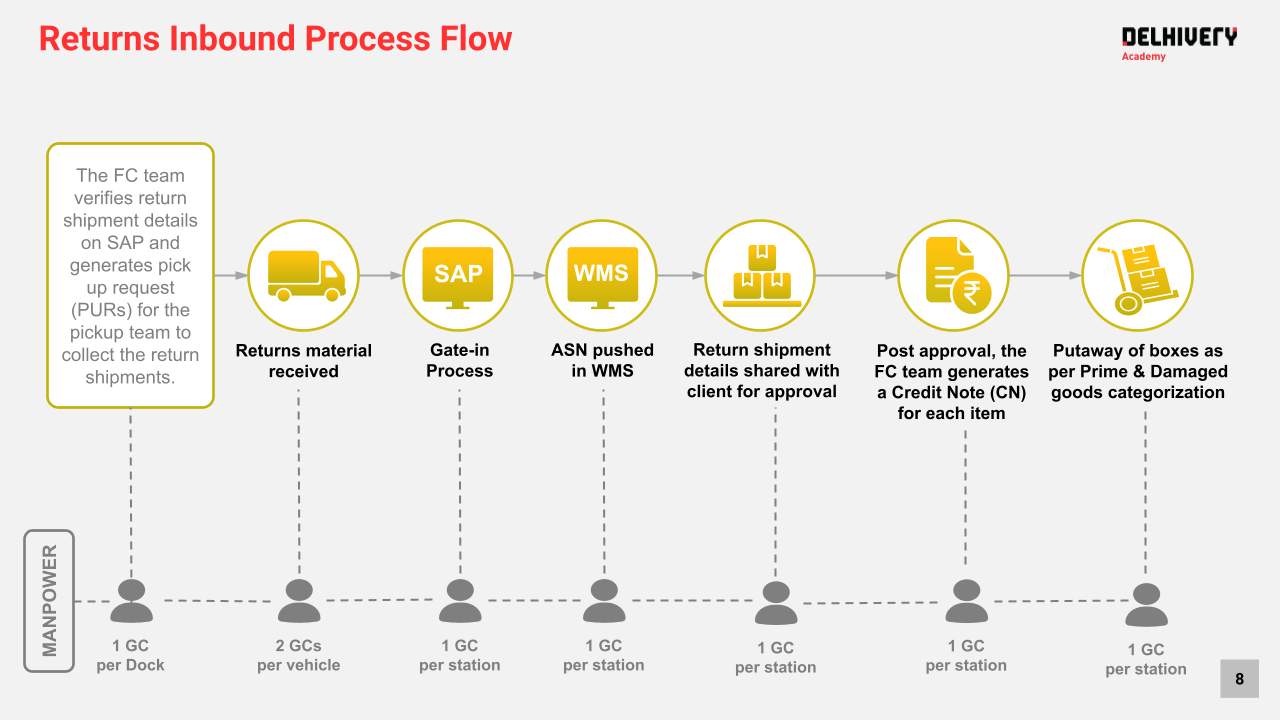 Returns Inbound Process Flow
DELHIVERY
Academy
The FC team
verifies return
shipment details
on SAP and
generates pick
up request
(PURs) for the
pickup team to
collect the return
shipments.
SAP
WMS
₹
Returns material
received
Gate-in
Process
ASN pushed
in WMS
Return shipment
details shared with
client for approval
Post approval, the
FC team generates
a Credit Note (CN)
for each item
Putaway of boxes as
per Prime & Damaged
goods categorization
MANPOWER
1 GC
per Dock
2 GCs
per vehicle
1 GC
per station
1 GC
per station
1 GC
per station
1 GC
per station
1 GC
per station
8